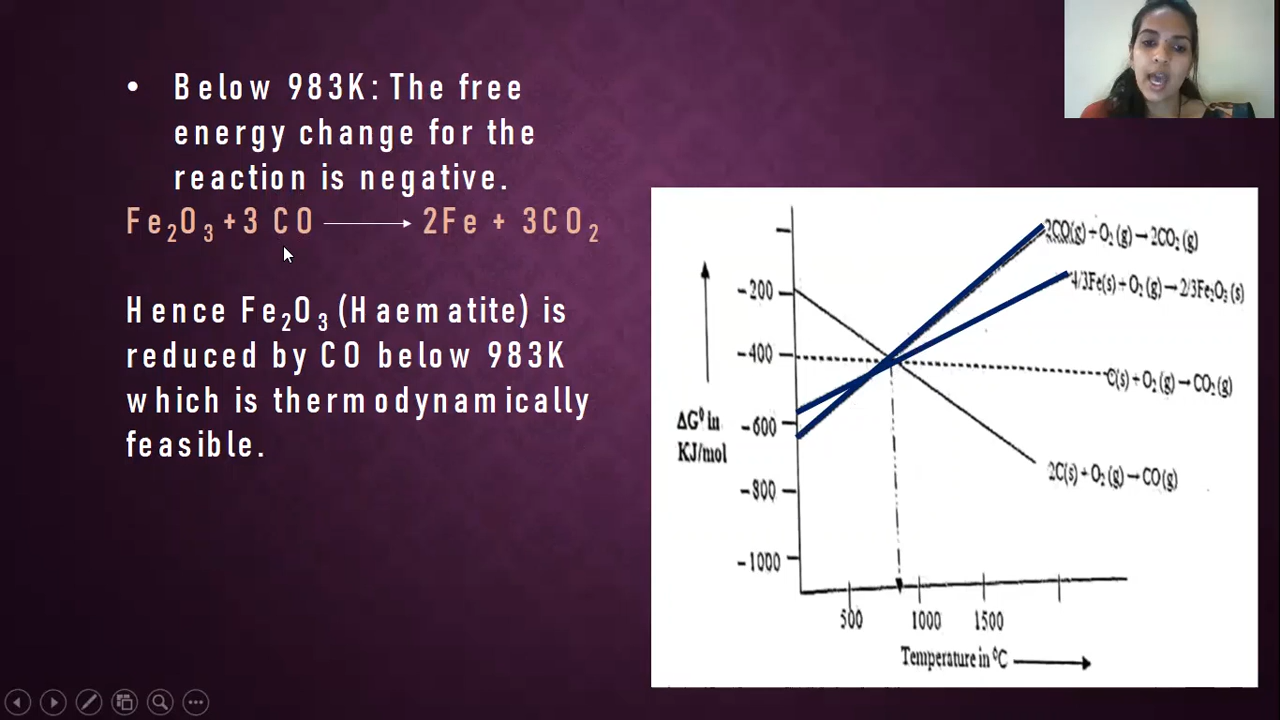 • Below 983K: The free
energy change for the
reaction is negative.
Fe₂O₃ +3 CO → 2Fe + 3CO₂
Hence Fe₂O₃ (Haematite) is
reduced by CO below 983K
which is thermodynamically
feasible.
2CO(g)+O₂(g)→2CO₂(g)
4/3Fe(s)+O₂(g)→2/3Fe₂O₃(s)
-200
-400
C(s)+O₂(g)→CO₂(g)
ΔG⁰ in
KJ/mol
-600
2C(s)+O₂(g)→CO(g)
-800
-1000
500 1000 1500
Temperature in ⁰C